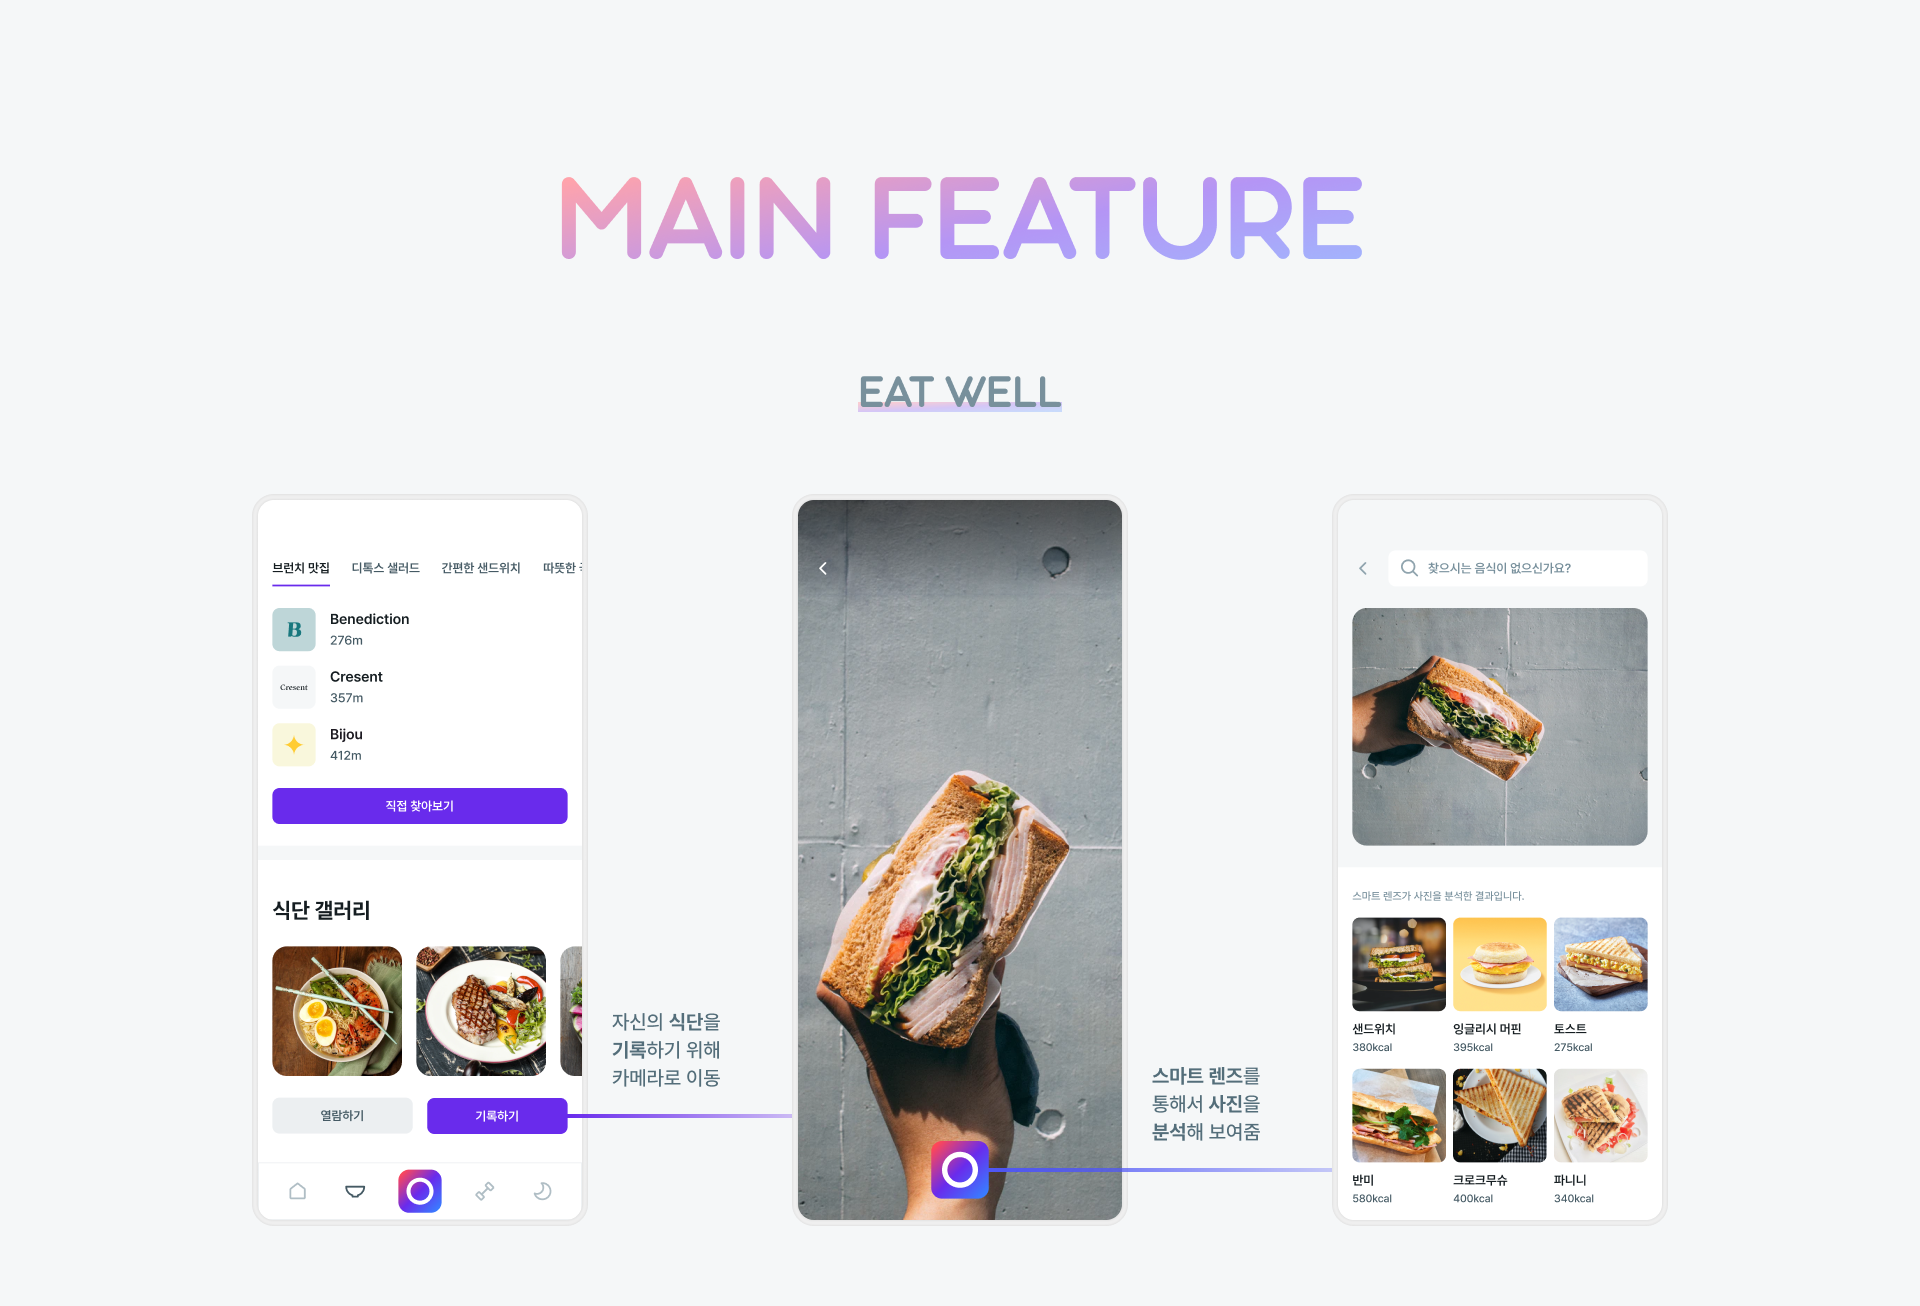 MAIN FEATURE
EAT WELL
브런치 맛집 디톡스 샐러드 간편한 샌드위치 따뜻한
B
Benediction
276m
Cresent
Cresent
357m
Bijou
412m
직접 찾아보기
식단 갤러리
열람하기 기록하기
자신의 식단을
기록하기 위해
카메라로 이동
스마트 렌즈를
통해서 사진을
분석해 보여줌
찾으시는 음식이 없으신가요?
스마트 렌즈가 사진을 분석한 결과입니다.
샌드위치 잉글리시 머핀 토스트
380kcal 395kcal 275kcal
반미 크로크무슈 파니니
580kcal 400kcal 340kcal